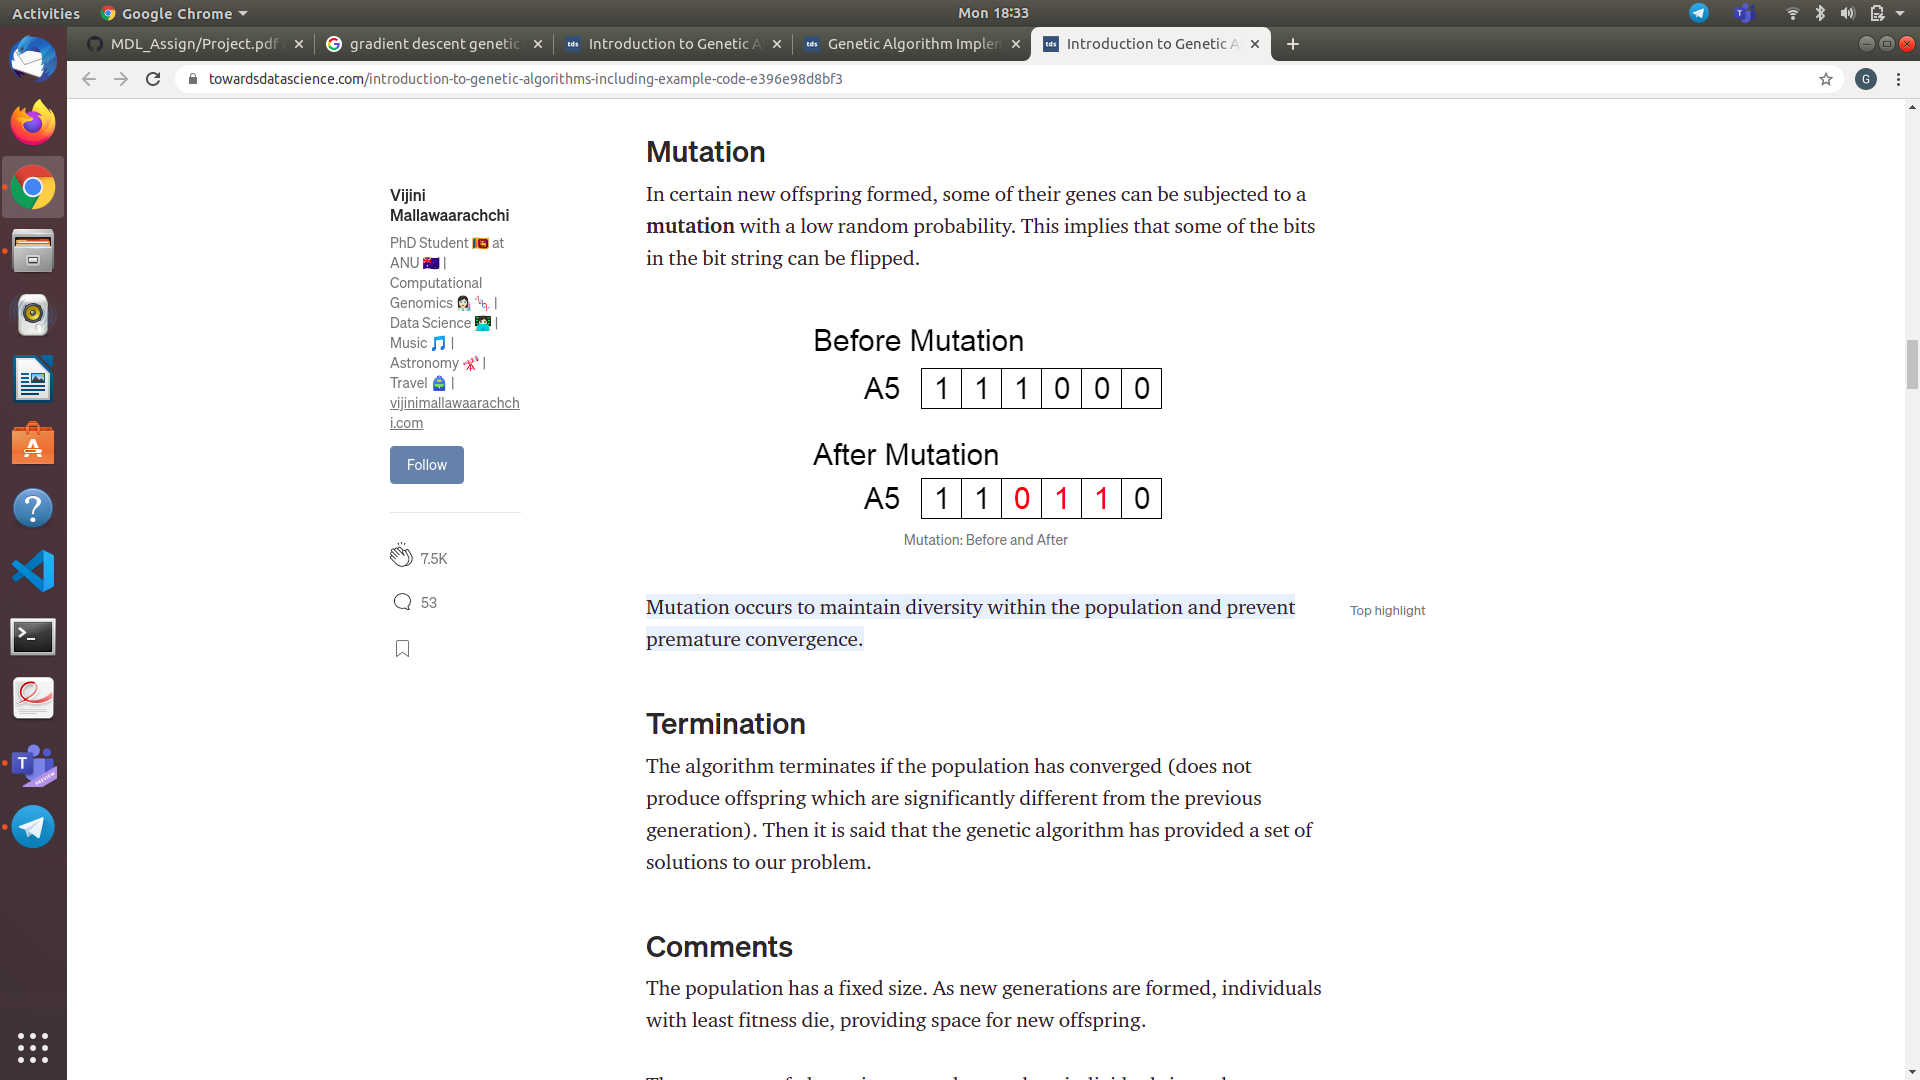 Activities Google Chrome Mon 18:33
MDL_Assign/Project.pdf gradient descent genetic Introduction to Genetic A Genetic Algorithm Implem Introduction to Genetic Al
towardsdatascience.com/introduction-to-genetic-algorithms-including-example-code-e396e98d8bf3 G
Vijini
Mallawaarachchi
PhD Student at
ANU |
Computational
Genomics |
Data Science |
Music |
Astronomy |
Travel |
vijinimallawaarachch
i.com
Follow
7.5K
53
Mutation
In certain new offspring formed, some of their genes can be subjected to a
mutation with a low random probability. This implies that some of the bits
in the bit string can be flipped.
Before Mutation
A5 1 1 1 0 0 0
After Mutation
A5 1 1 0 1 1 0
Mutation: Before and After
Mutation occurs to maintain diversity within the population and prevent
premature convergence.
Top highlight
Termination
The algorithm terminates if the population has converged (does not
produce offspring which are significantly different from the previous
generation). Then it is said that the genetic algorithm has provided a set of
solutions to our problem.
Comments
The population has a fixed size. As new generations are formed, individuals
with least fitness die, providing space for new offspring.